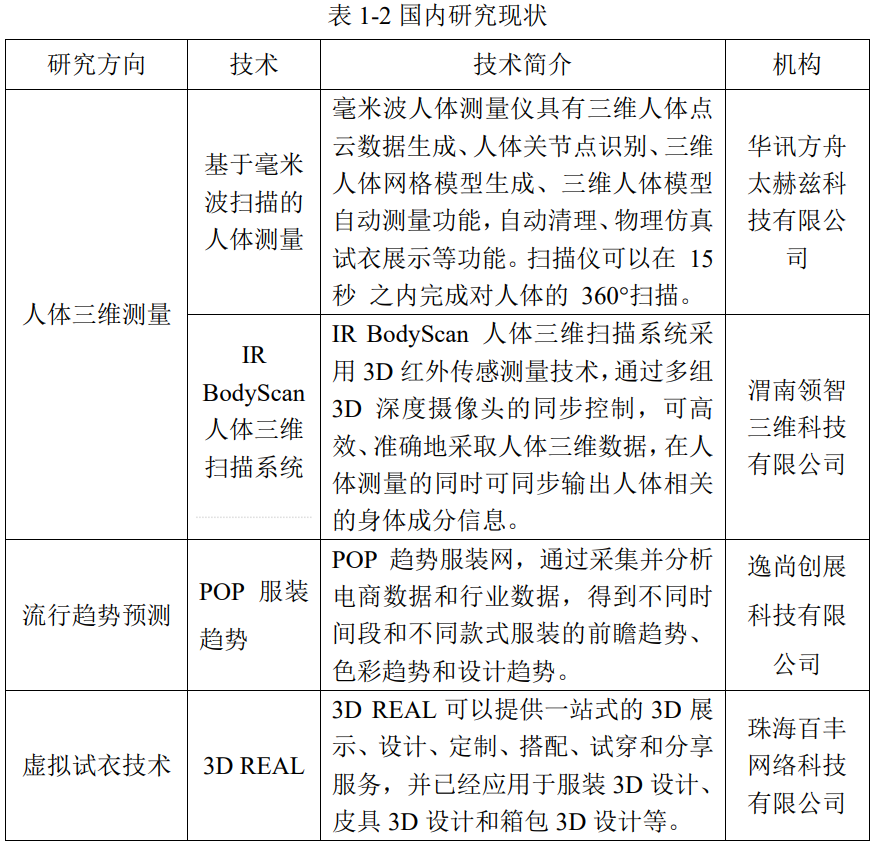 表 1-2 国内研究现状
研究方向
技术
技术简介
机构
人体三维测量
基于毫米
波扫描的
人体测量
毫米波人体测量仪具有三维人体点
云数据生成、人体关节点识别、三维
人体网格模型生成、三维人体模型
自动测量功能，自动清理、物理仿真
试衣展示等功能。扫描仪可以在 15
秒 之内完成对人体的 360°扫描。
华讯方舟
太赫兹科
技有限公
司
IR
BodyScan
人体三维
扫描系统
IR BodyScan 人体三维扫描系统采
用 3D 红外传感测量技术，通过多组
3D 深度摄像头的同步控制，可高
效、准确地采取人体三维数据，在人
体测量的同时可同步输出人体相关
的身体成分信息。
渭南领智
三维科技
有限公司
流行趋势预测
POP 服装
趋势
POP 趋势服装网，通过采集并分析
电商数据和行业数据，得到不同时
间段和不同款式服装的前瞻趋势、
色彩趋势和设计趋势。
逸尚创展
科技有限
公司
虚拟试衣技术
3D REAL
3D REAL 可以提供一站式的 3D 展
示、设计、定制、搭配、试穿和分享
服务，并已经应用于服装 3D 设计、
皮具 3D 设计和箱包 3D 设计等。
珠海百丰
网络科技
有限公司